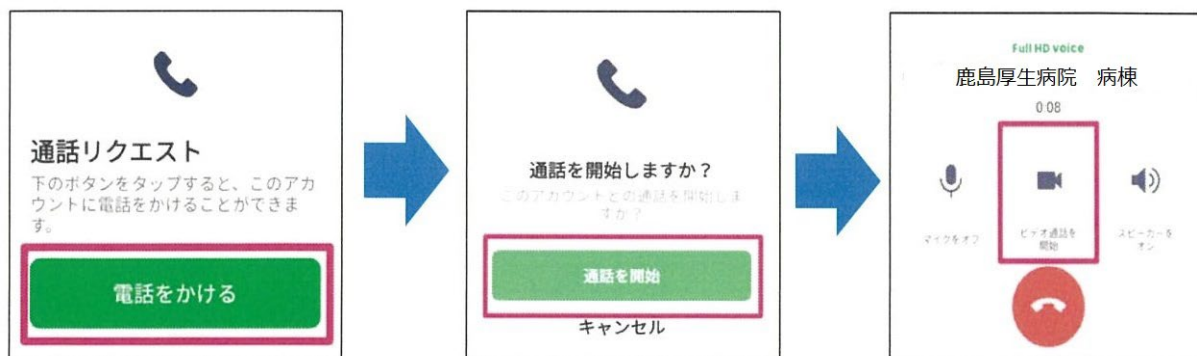 通話リクエスト
下のボタンをタップすると、このアカ
ウントに電話をかけることができま
す。
電話をかける
通話を開始しますか？
このアカウントとの通話を開始しま
すか？
通話を開始
キャンセル
Full HD voice
鹿島厚生病院　病棟
0:08
マイクをオフ
ビデオ通話を
開始
スピーカーを
オン